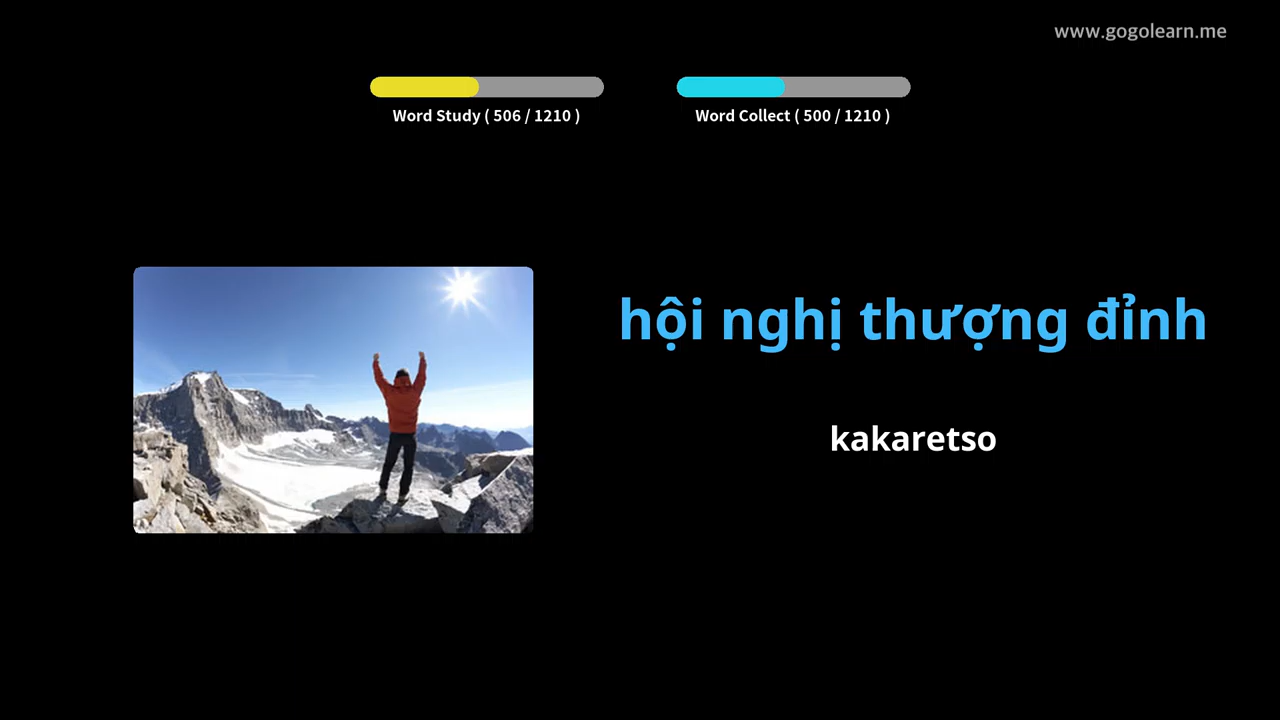 www.gogolearn.me
Word Study ( 506 / 1210 )
Word Collect ( 500 / 1210 )
hội nghị thượng đỉnh
kakaretso